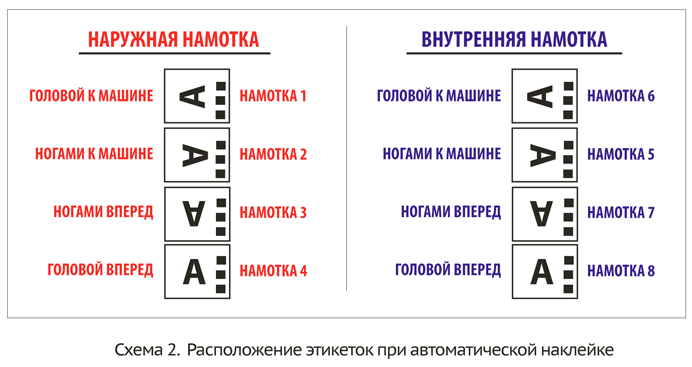 НАРУЖНАЯ НАМОТКА
ГОЛОВОЙ К МАШИНЕ A НАМОТКА 1
НОГАМИ К МАШИНЕ A НАМОТКА 2
НОГАМИ ВПЕРЕД A НАМОТКА 3
ГОЛОВОЙ ВПЕРЕД A НАМОТКА 4
ВНУТРЕННЯЯ НАМОТКА
ГОЛОВОЙ К МАШИНЕ A НАМОТКА 6
НОГАМИ К МАШИНЕ A НАМОТКА 5
НОГАМИ ВПЕРЕД A НАМОТКА 7
ГОЛОВОЙ ВПЕРЕД A НАМОТКА 8
Схема 2. Расположение этикеток при автоматической наклейке